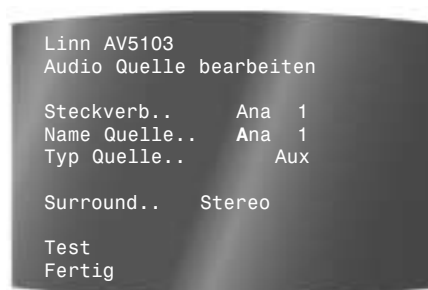 Linn AV5103
Audio Quelle bearbeiten
Steckverb.. Ana 1
Name Quelle.. Ana 1
Typ Quelle.. Aux
Surround.. Stereo
Test
Fertig